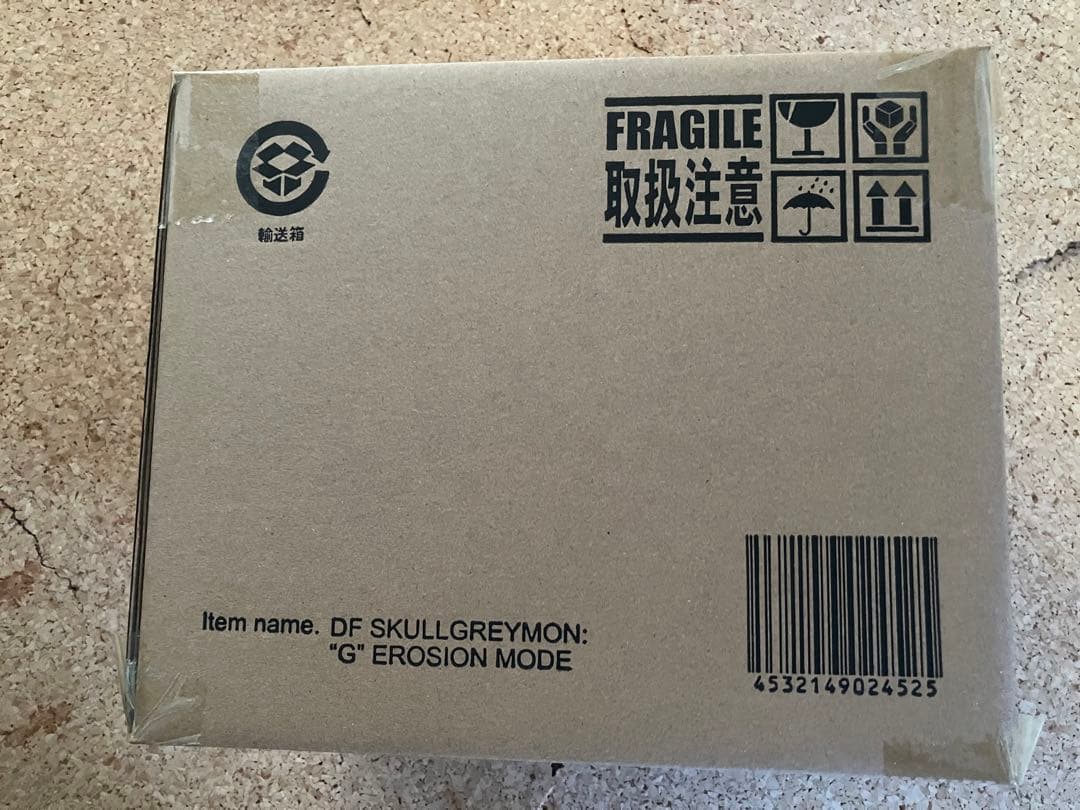 FRAGILE
取扱注意
輸送箱
Item name. DF SKULLGREYMON:
“G” EROSION MODE
4532149024525